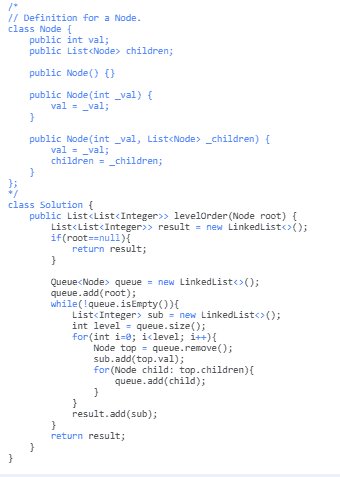 /*
// Definition for a Node.
class Node {
    public int val;
    public List<Node> children;

    public Node() {}

    public Node(int _val) {
        val = _val;
    }

    public Node(int _val, List<Node> _children) {
        val = _val;
        children = _children;
    }
};
*/
class Solution {
    public List<List<Integer>> levelOrder(Node root) {
        List<List<Integer>> result = new LinkedList<>();
        if(root==null){
            return result;
        }

        Queue<Node> queue = new LinkedList<>();
        queue.add(root);
        while(!queue.isEmpty()){
            List<Integer> sub = new LinkedList<>();
            int level = queue.size();
            for(int i=0; i<level; i++){
                Node top = queue.remove();
                sub.add(top.val);
                for(Node child: top.children){
                    queue.add(child);
                }
            }
            result.add(sub);
        }
        return result;
    }
}